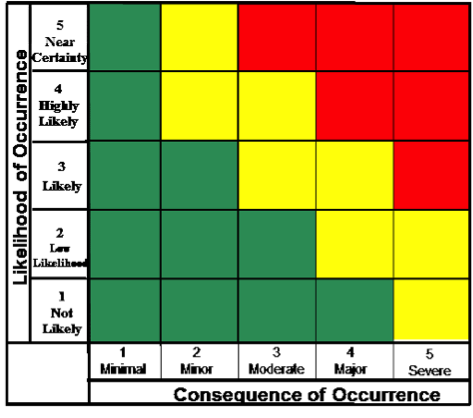 Likelihood of Occurrence
5
Near
Certainty
4
Highly
Likely
3
Likely
2
Low
Likelihood
1
Not
Likely
1
Minimal
2
Minor
3
Moderate
4
Major
5
Severe
Consequence of Occurrence